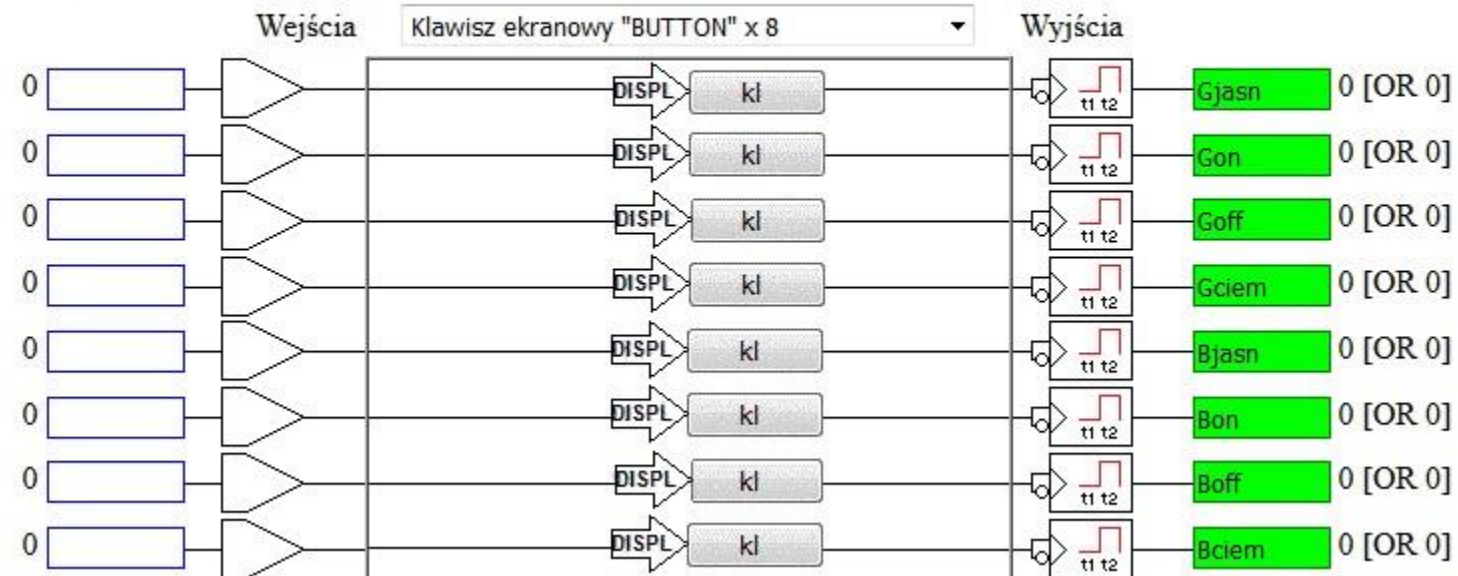 Wejścia Klawisz ekranowy "BUTTON" x 8 Wyjścia
0 DISPL kl t1 t2 Gjasn 0 [OR 0]
0 DISPL kl t1 t2 Gon 0 [OR 0]
0 DISPL kl t1 t2 Goff 0 [OR 0]
0 DISPL kl t1 t2 Gciem 0 [OR 0]
0 DISPL kl t1 t2 Bjasn 0 [OR 0]
0 DISPL kl t1 t2 Bon 0 [OR 0]
0 DISPL kl t1 t2 Boff 0 [OR 0]
0 DISPL kl t1 t2 Bciem 0 [OR 0]